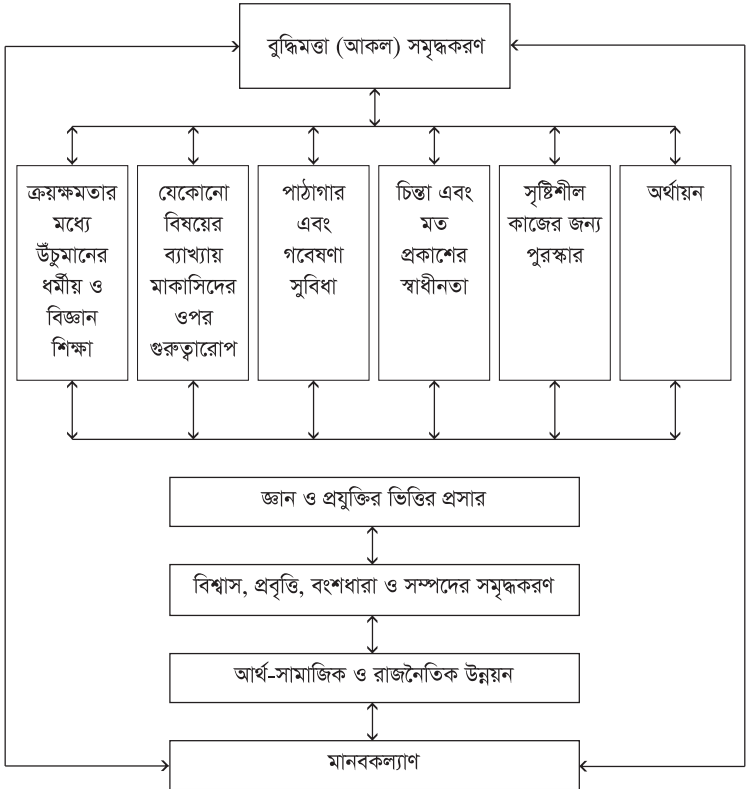 বুদ্ধিমত্তা (আকল) সমৃদ্ধকরণ
ক্রয়ক্ষমতার
মধ্যে
উঁচুমানের
ধর্মীয় ও
বিজ্ঞান
শিক্ষা
যেকোনো
বিষয়ের
ব্যাখ্যায়
মাকাসিদের
ওপর
গুরুত্বারোপ
পাঠাগার
এবং
গবেষণা
সুবিধা
চিন্তা এবং
মত
প্রকাশের
স্বাধীনতা
সৃষ্টিশীল
কাজের জন্য
পুরস্কার
অর্থায়ন
জ্ঞান ও প্রযুক্তির ভিত্তির প্রসার
বিশ্বাস, প্রবৃত্তি, বংশধারা ও সম্পদের সমৃদ্ধকরণ
আর্থ-সামাজিক ও রাজনৈতিক উন্নয়ন
মানবকল্যাণ